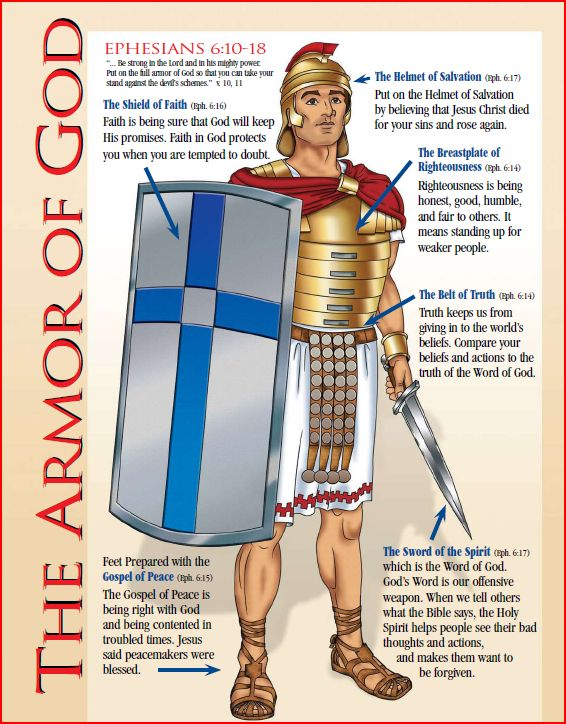 THE ARMOR OF GOD
EPHESIANS 6:10-18
“... Be strong in the Lord and in his mighty power.
Put on the full armor of God so that you can take your
stand against the devil’s schemes.” v. 10, 11
The Shield of Faith (Eph. 6:16)
Faith is being sure that God will keep
His promises. Faith in God protects
you when you are tempted to doubt.
The Helmet of Salvation (Eph. 6:17)
Put on the Helmet of Salvation
by believing that Jesus Christ died
for your sins and rose again.
The Breastplate of
Righteousness (Eph. 6:14)
Righteousness is being
honest, good, humble,
and fair to others. It
means standing up for
weaker people.
The Belt of Truth (Eph. 6:14)
Truth keeps us from
giving in to the world’s
beliefs. Compare your
beliefs and actions to the
truth of the Word of God.
Feet Prepared with the
Gospel of Peace (Eph. 6:15)
The Gospel of Peace is
being right with God
and being contented in
troubled times. Jesus
said peacemakers were
blessed.
The Sword of the Spirit (Eph. 6:17)
which is the Word of God.
God’s Word is our offensive
weapon. When we tell others
what the Bible says, the Holy
Spirit helps people see their bad
thoughts and actions,
and makes them want to
be forgiven.